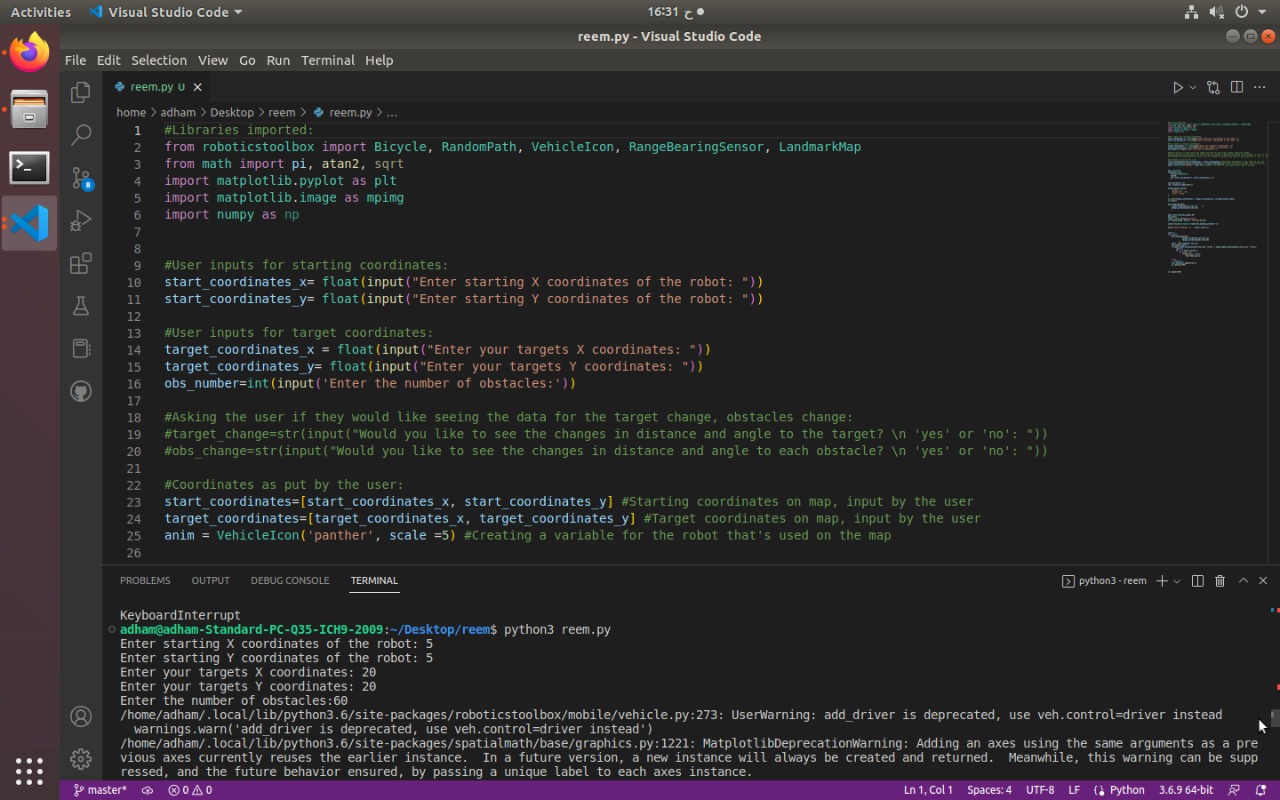 Activities Visual Studio Code 16:31 خ
reem.py - Visual Studio Code
File Edit Selection View Go Run Terminal Help
reem.py U
home > adham > Desktop > reem > reem.py > ...
1 #Libraries imported:
2 from roboticstoolbox import Bicycle, RandomPath, VehicleIcon, RangeBearingSensor, LandmarkMap
3 from math import pi, atan2, sqrt
4 import matplotlib.pyplot as plt
5 import matplotlib.image as mpimg
6 import numpy as np
7
8
9 #User inputs for starting coordinates:
10 start_coordinates_x= float(input("Enter starting X coordinates of the robot: "))
11 start_coordinates_y= float(input("Enter starting Y coordinates of the robot: "))
12
13 #User inputs for target coordinates:
14 target_coordinates_x = float(input("Enter your targets X coordinates: "))
15 target_coordinates_y= float(input("Enter your targets Y coordinates: "))
16 obs_number=int(input('Enter the number of obstacles:'))
17
18 #Asking the user if they would like seeing the data for the target change, obstacles change:
19 #target_change=str(input("Would you like to see the changes in distance and angle to the target? \n 'yes' or 'no': "))
20 #obs_change=str(input("Would you like to see the changes in distance and angle to each obstacle? \n 'yes' or 'no': "))
21
22 #Coordinates as put by the user:
23 start_coordinates=[start_coordinates_x, start_coordinates_y] #Starting coordinates on map, input by the user
24 target_coordinates=[target_coordinates_x, target_coordinates_y] #Target coordinates on map, input by the user
25 anim = VehicleIcon('panther', scale =5) #Creating a variable for the robot that's used on the map
26
PROBLEMS OUTPUT DEBUG CONSOLE TERMINAL python3 - reem
KeyboardInterrupt
adham@adham-Standard-PC-Q35-ICH9-2009:~/Desktop/reem$ python3 reem.py
Enter starting X coordinates of the robot: 5
Enter starting Y coordinates of the robot: 5
Enter your targets X coordinates: 20
Enter your targets Y coordinates: 20
Enter the number of obstacles:60
/home/adham/.local/lib/python3.6/site-packages/roboticstoolbox/mobile/vehicle.py:273: UserWarning: add_driver is deprecated, use veh.control=driver instead
warnings.warn('add_driver is deprecated, use veh.control=driver instead')
/home/adham/.local/lib/python3.6/site-packages/spatialmath/base/graphics.py:1221: MatplotlibDeprecationWarning: Adding an axes using the same arguments as a pre
vious axes currently reuses the earlier instance.  In a future version, a new instance will always be created and returned.  Meanwhile, this warning can be supp
ressed, and the future behavior ensured, by passing a unique label to each axes instance.
master* 0 0 Ln 1, Col 1 Spaces: 4 UTF-8 LF Python 3.6.9 64-bit